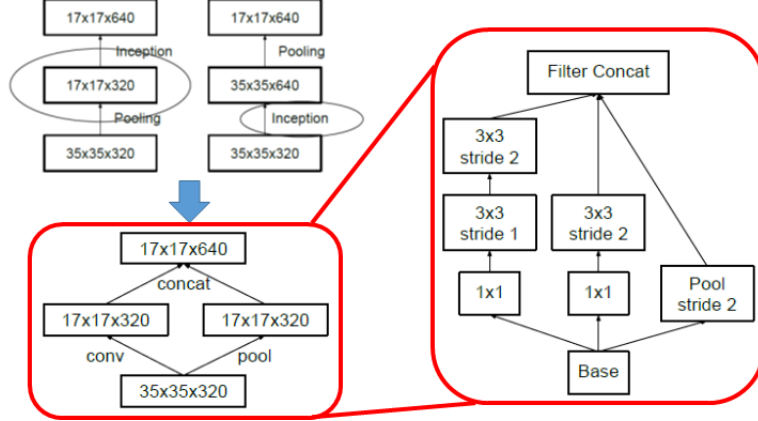 17x17x640
Inception
17x17x320
Pooling
35x35x320
17x17x640
Pooling
35x35x640
Inception
35x35x320
17x17x640
concat
17x17x320
17x17x320
conv
pool
35x35x320
Filter Concat
3x3
stride 2
3x3
stride 1
3x3
stride 2
1x1
1x1
Pool
stride 2
Base